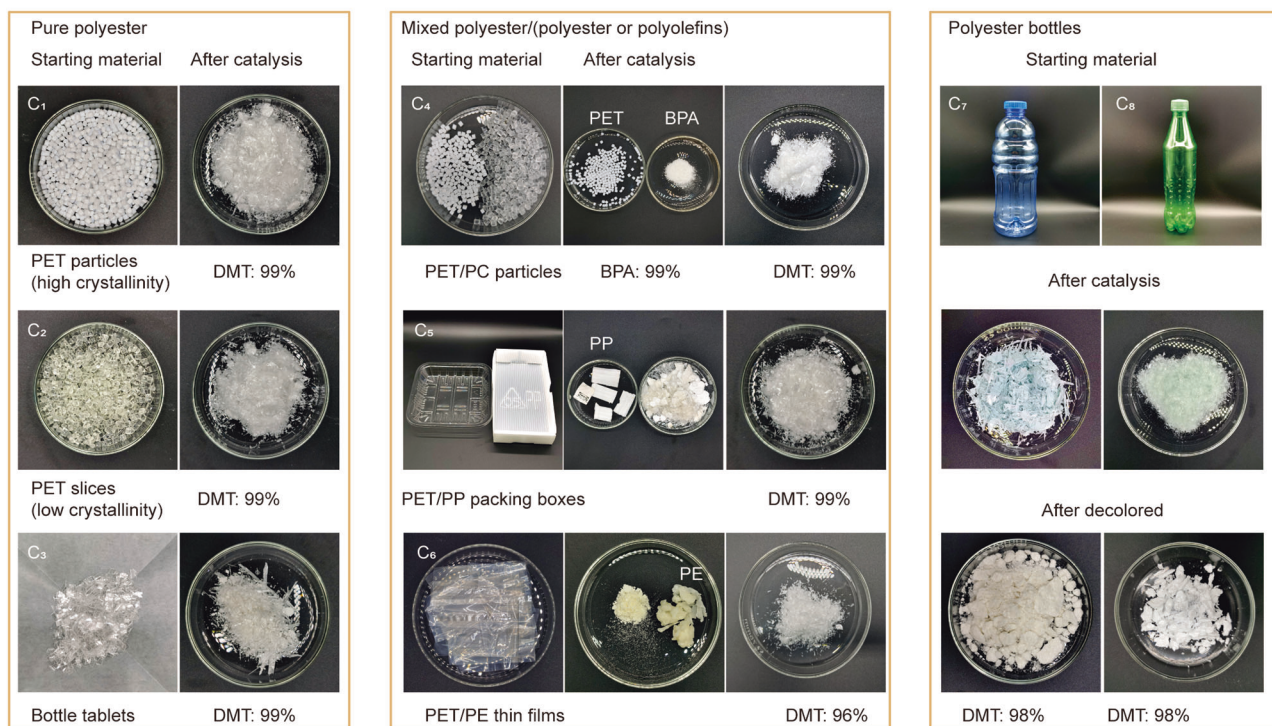 Pure polyester
Starting material After catalysis
C₁
PET particles
(high crystallinity)
DMT: 99%
C₂
PET slices
(low crystallinity)
DMT: 99%
C₃
Bottle tablets
DMT: 99%
Mixed polyester/(polyester or polyolefins)
Starting material After catalysis
C₄
PET
BPA
PET/PC particles
BPA: 99%
DMT: 99%
C₅
PP
PET/PP packing boxes
DMT: 99%
C₆
PE
PET/PE thin films
DMT: 96%
Polyester bottles
Starting material
C₇
C₈
After catalysis
After decolored
DMT: 98%
DMT: 98%